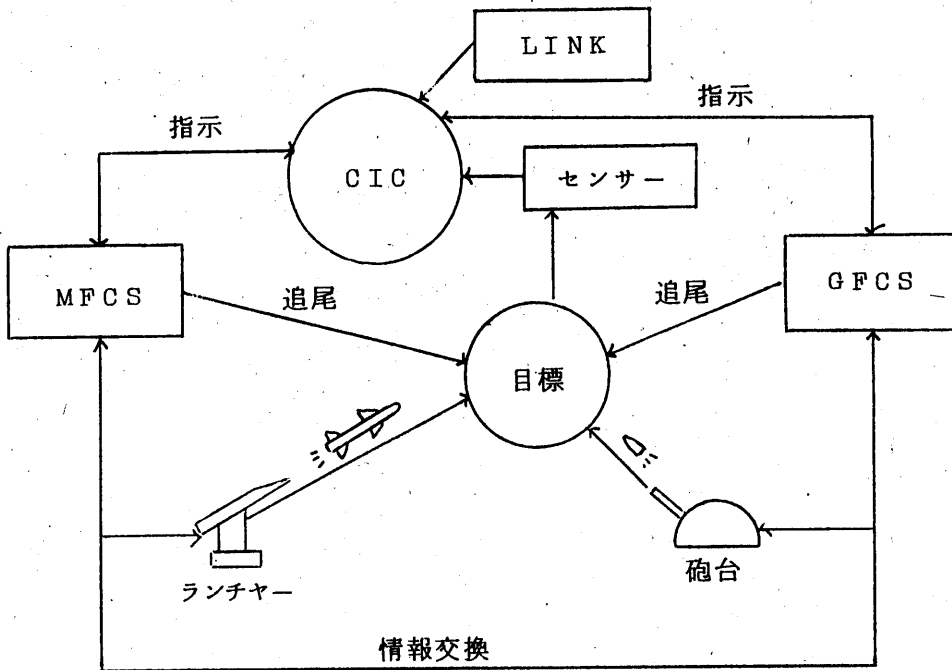 LINK
指示
指示
CIC
センサー
MFCS
追尾
追尾
GFCS
目標
ランチャー
砲台
情報交換